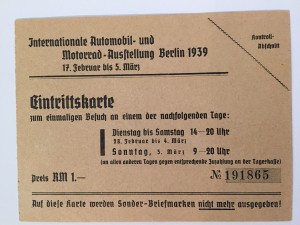 Internationale Automobil- und
Motorrad-Ausstellung Berlin 1939
17. Februar bis 5. März
Kontroll-
Abschnitt
Eintrittskarte
zum einmaligen Besuch an einem der nachfolgenden Tage:
Dienstag bis Samstag 14—20 Uhr
28. Februar bis 4. März
Sonntag, 5. März 9—20 Uhr
(an allen anderen Tagen gegen entsprechende Zuzahlung an der Tageskasse)
Preis RM 1.—
№ 191865
Auf diese Karte werden Sonder-Briefmarken nicht mehr ausgegeben!